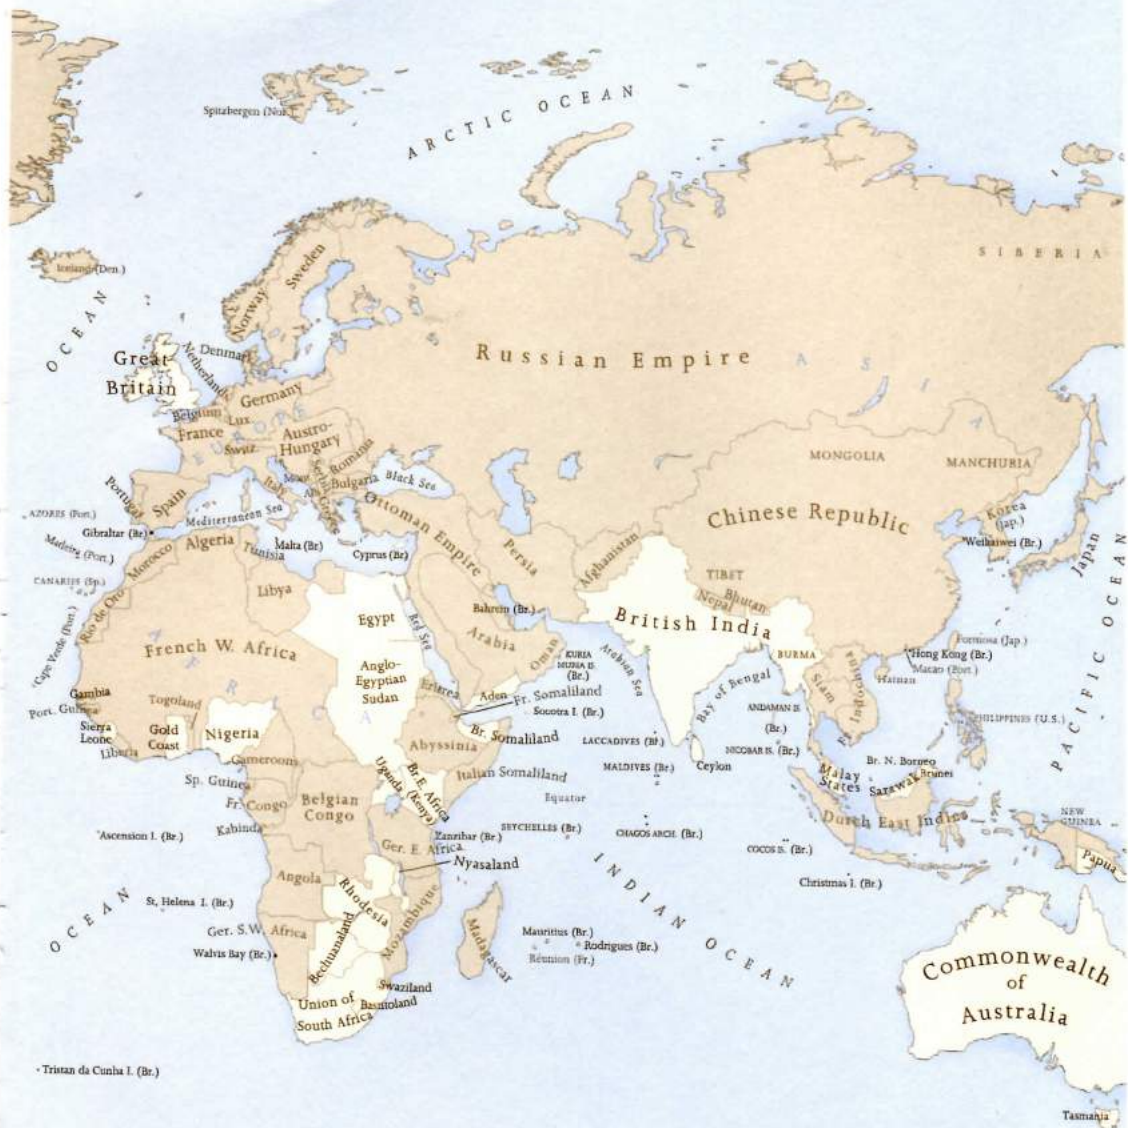 Spitzbergen (Nor.)
ARCTIC OCEAN
SIBERIA
Iceland (Den.)
OCEAN
Norway
Sweden
Great
Britain
Denmark
Netherlands
Russian Empire
ASIA
Belgium
Lux.
Germany
EUROPE
France
Switz.
Austro-
Hungary
Romania
Serbia
Mont.
Bulgaria
Alb.
Greece
Black Sea
Italy
Portugal
Spain
Mediterranean Sea
Ottoman Empire
MONGOLIA
MANCHURIA
Chinese Republic
Korea
(Jap.)
Weihaiwei (Br.)
Japan
PACIFIC OCEAN
AZORES (Port.)
Gibraltar (Br.)
Madeira (Port.)
Morocco
Algeria
Tunisia
Malta (Br.)
Cyprus (Br.)
Persia
Afghanistan
TIBET
Nepal
Bhutan
CANARIES (Sp.)
Rio de Oro
Libya
Egypt
Red Sea
Bahrein (Br.)
Arabia
Oman
British India
BURMA
Formosa (Jap.)
Hong Kong (Br.)
Macao (Port.)
Hainan
Cape Verde (Port.)
AFRICA
French W. Africa
Anglo-
Egyptian
Sudan
Eritrea
Aden
KURIA
MURIA IS.
(Br.)
Arabian Sea
Bay of Bengal
Siam
Indochina
Gambia
Port. Guinea
Sierra
Leone
Liberia
Togoland
Gold
Coast
Nigeria
Fr. Somaliland
Socotra I. (Br.)
Br. Somaliland
Abyssinia
Italian Somaliland
LACCADIVES (Br.)
MALDIVES (Br.)
Ceylon
ANDAMAN IS.
(Br.)
NICOBAR IS. (Br.)
PHILIPPINES (U.S.)
Br. N. Borneo
Brunei
Sarawak
Malay
States
Dutch East Indies
NEW
GUINEA
Papua
Cameroons
Sp. Guinea
Fr. Congo
Belgian
Congo
Kabinda
Uganda
Br. E. Africa
(Kenya)
Equator
Ascension I. (Br.)
Zanzibar (Br.)
SEYCHELLES (Br.)
CHAGOS ARCH. (Br.)
COCOS IS. (Br.)
Christmas I. (Br.)
Ger. E. Africa
Nyasaland
Angola
Rhodesia
Mozambique
Madagascar
INDIAN OCEAN
OCEAN
St, Helena I. (Br.)
Ger. S.W. Africa
Walvis Bay (Br.)
Bechuanaland
Mauritius (Br.)
Rodrigues (Br.)
Réunion (Fr.)
Swaziland
Basutoland
Union of
South Africa
Commonwealth
of
Australia
Tristan da Cunha I. (Br.)
Tasmania